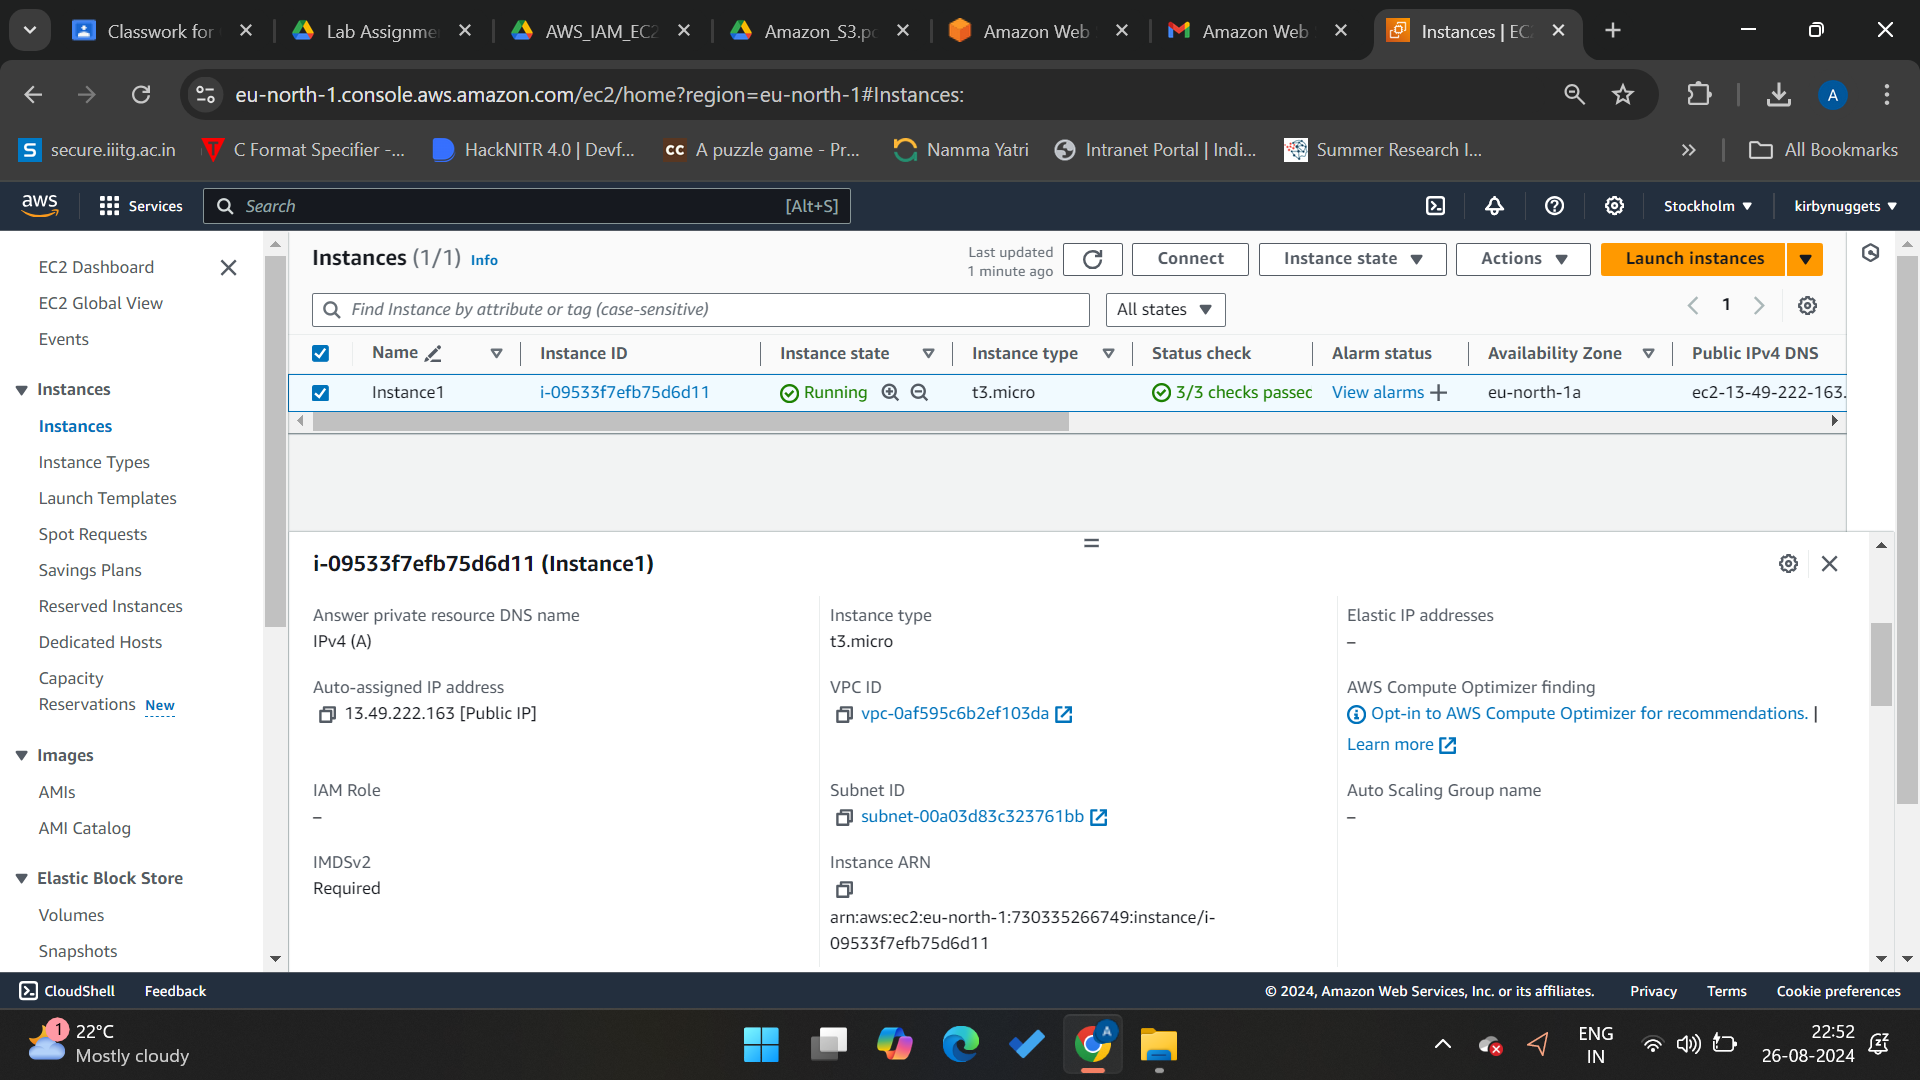 Classwork for
Lab Assignme
AWS_IAM_EC2
Amazon_S3.pd
Amazon Web
Amazon Web
Instances | EC2
eu-north-1.console.aws.amazon.com/ec2/home?region=eu-north-1#Instances:
A
S secure.iiitg.ac.in
C Format Specifier -...
HackNITR 4.0 | Devf...
CC A puzzle game - Pr...
Namma Yatri
Intranet Portal | Indi...
Summer Research I...
All Bookmarks
aws
Services
Search
[Alt+S]
Stockholm
kirbynuggets
EC2 Dashboard
EC2 Global View
Events
Instances
Instances
Instance Types
Launch Templates
Spot Requests
Savings Plans
Reserved Instances
Dedicated Hosts
Capacity
Reservations New
Images
AMIs
AMI Catalog
Elastic Block Store
Volumes
Snapshots
Instances (1/1) Info
Last updated
1 minute ago
Connect
Instance state
Actions
Launch instances
Find Instance by attribute or tag (case-sensitive)
All states
1
Name
Instance ID
Instance state
Instance type
Status check
Alarm status
Availability Zone
Public IPv4 DNS
Instance1
i-09533f7efb75d6d11
Running
t3.micro
3/3 checks passed
View alarms +
eu-north-1a
ec2-13-49-222-163.
i-09533f7efb75d6d11 (Instance1)
Answer private resource DNS name
IPv4 (A)
Auto-assigned IP address
13.49.222.163 [Public IP]
IAM Role
–
IMDSv2
Required
Instance type
t3.micro
VPC ID
vpc-0af595c6b2ef103da
Subnet ID
subnet-00a03d83c323761bb
Instance ARN
arn:aws:ec2:eu-north-1:730335266749:instance/i-
09533f7efb75d6d11
Elastic IP addresses
–
AWS Compute Optimizer finding
Opt-in to AWS Compute Optimizer for recommendations. |
Learn more
Auto Scaling Group name
–
CloudShell
Feedback
© 2024, Amazon Web Services, Inc. or its affiliates.
Privacy
Terms
Cookie preferences
1
22°C
Mostly cloudy
A
ENG
IN
22:52
26-08-2024